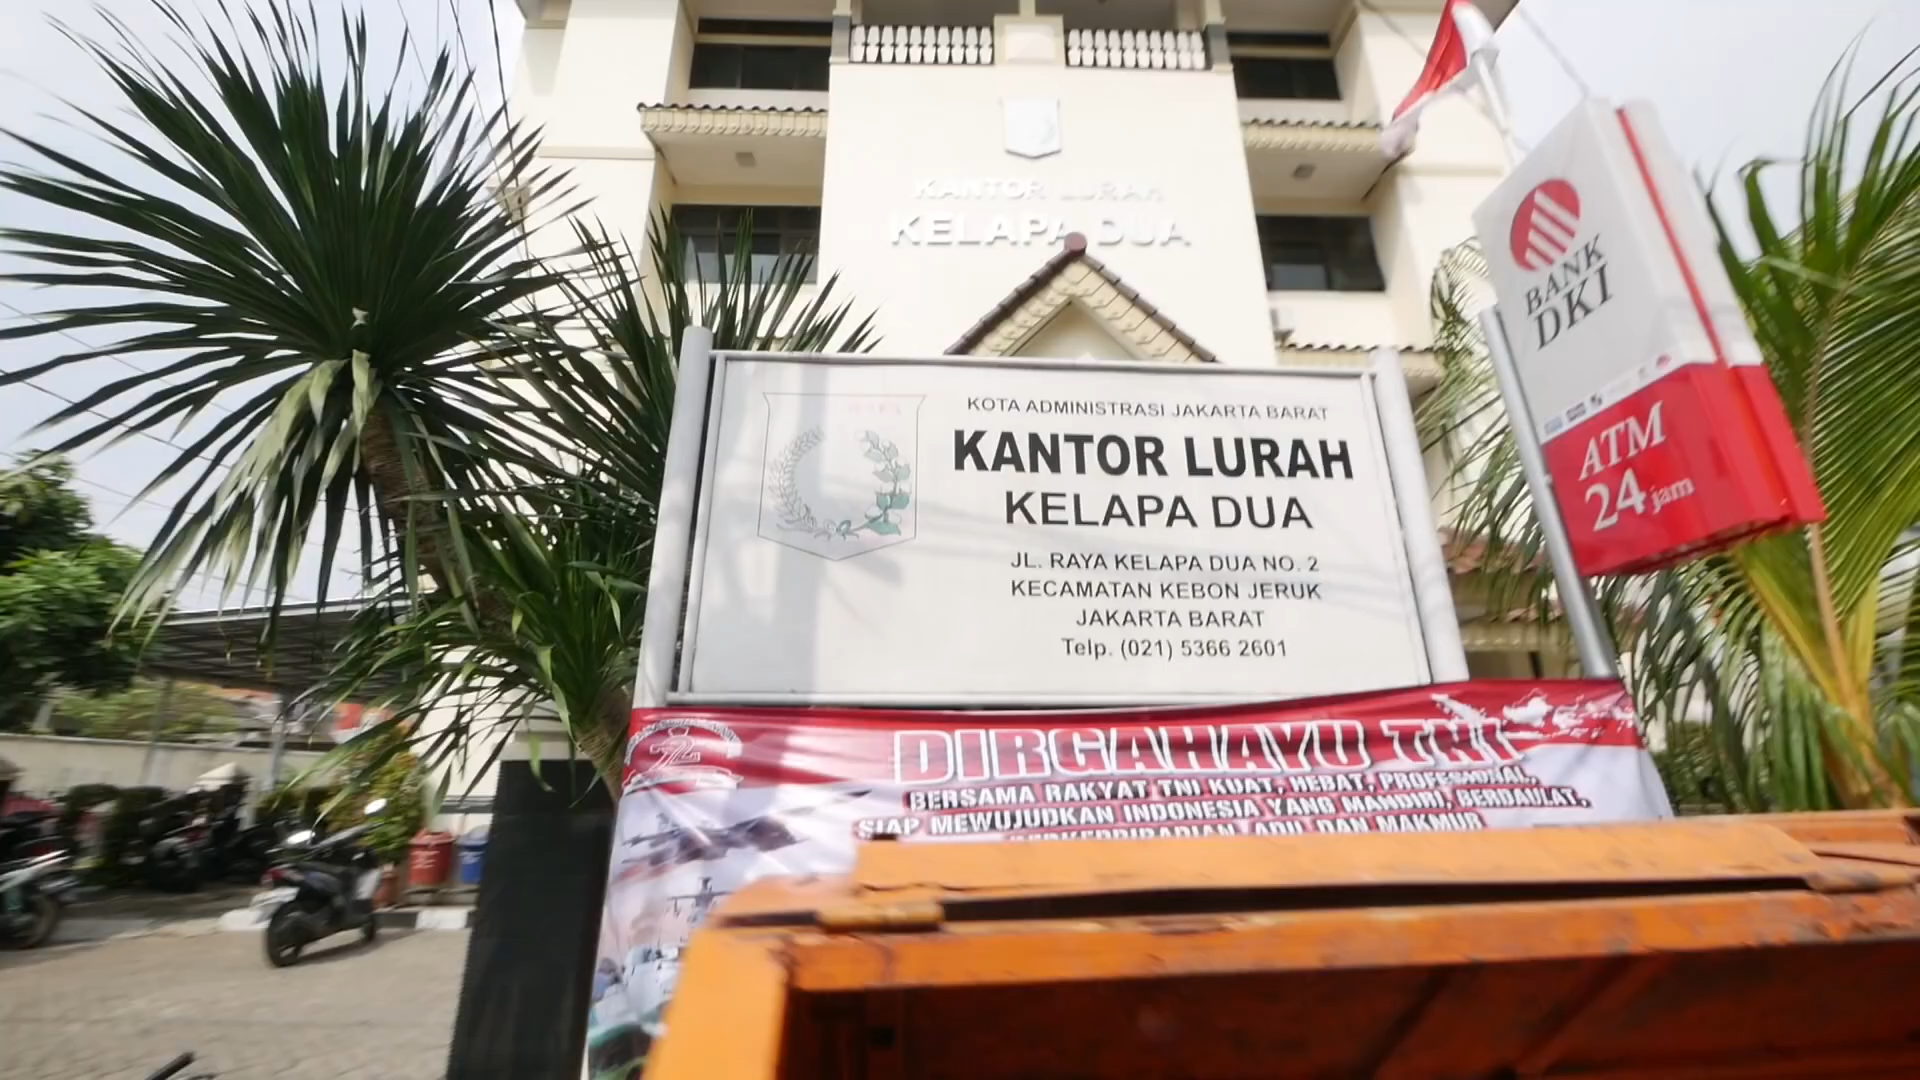 KANTOR LURAH
KELAPA DUA
BANK
DKI
ATM
24 jam
KOTA ADMINISTRASI JAKARTA BARAT
KANTOR LURAH
KELAPA DUA
JL. RAYA KELAPA DUA NO. 2
KECAMATAN KEBON JERUK
JAKARTA BARAT
Telp. (021) 5366 2601
DIRGAHAYU TNI
BERSAMA RAKYAT TNI KUAT, HEBAT, PROFESIONAL,
SIAP MEWUJUDKAN INDONESIA YANG MANDIRI, BERDAULAT,
ADIL DAN MAKMUR